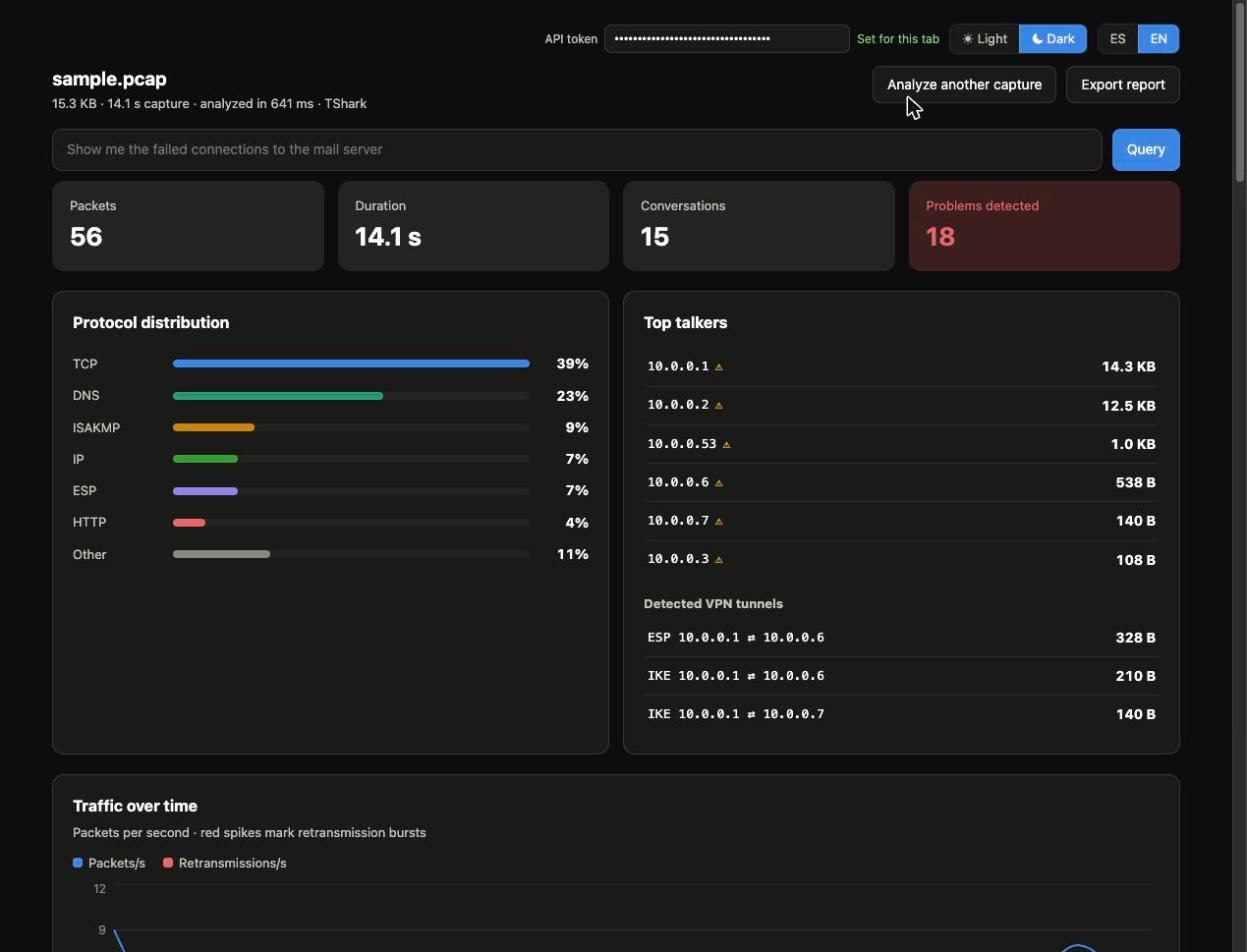 API token •••••••••••••••••••••••••••••••••• Set for this tab ☀ Light Dark ES EN
sample.pcap
15.3 KB · 14.1 s capture · analyzed in 641 ms · TShark
Analyze another capture Export report
Show me the failed connections to the mail server Query
Packets
56
Duration
14.1 s
Conversations
15
Problems detected
18
Protocol distribution
TCP 39%
DNS 23%
ISAKMP 9%
IP 7%
ESP 7%
HTTP 4%
Other 11%
Top talkers
10.0.0.1 ⚠ 14.3 KB
10.0.0.2 ⚠ 12.5 KB
10.0.0.53 ⚠ 1.0 KB
10.0.0.6 ⚠ 538 B
10.0.0.7 ⚠ 140 B
10.0.0.3 ⚠ 108 B
Detected VPN tunnels
ESP 10.0.0.1 ⇄ 10.0.0.6 328 B
IKE 10.0.0.1 ⇄ 10.0.0.6 210 B
IKE 10.0.0.1 ⇄ 10.0.0.7 140 B
Traffic over time
Packets per second · red spikes mark retransmission bursts
Packets/s Retransmissions/s
12
9